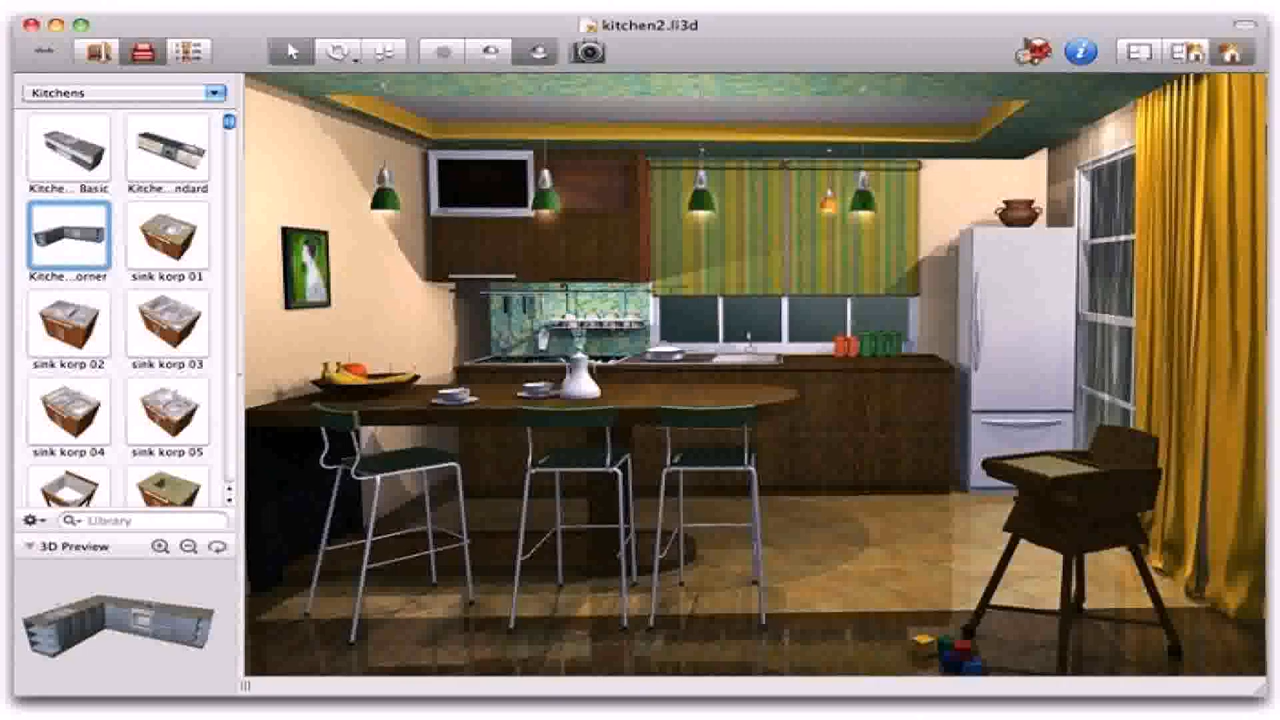 kitchen2.li3d
Kitchens
Kitche... Basic
Kitche...ndard
Kitche...orner
sink korp 01
sink korp 02
sink korp 03
sink korp 04
sink korp 05
Library
3D Preview